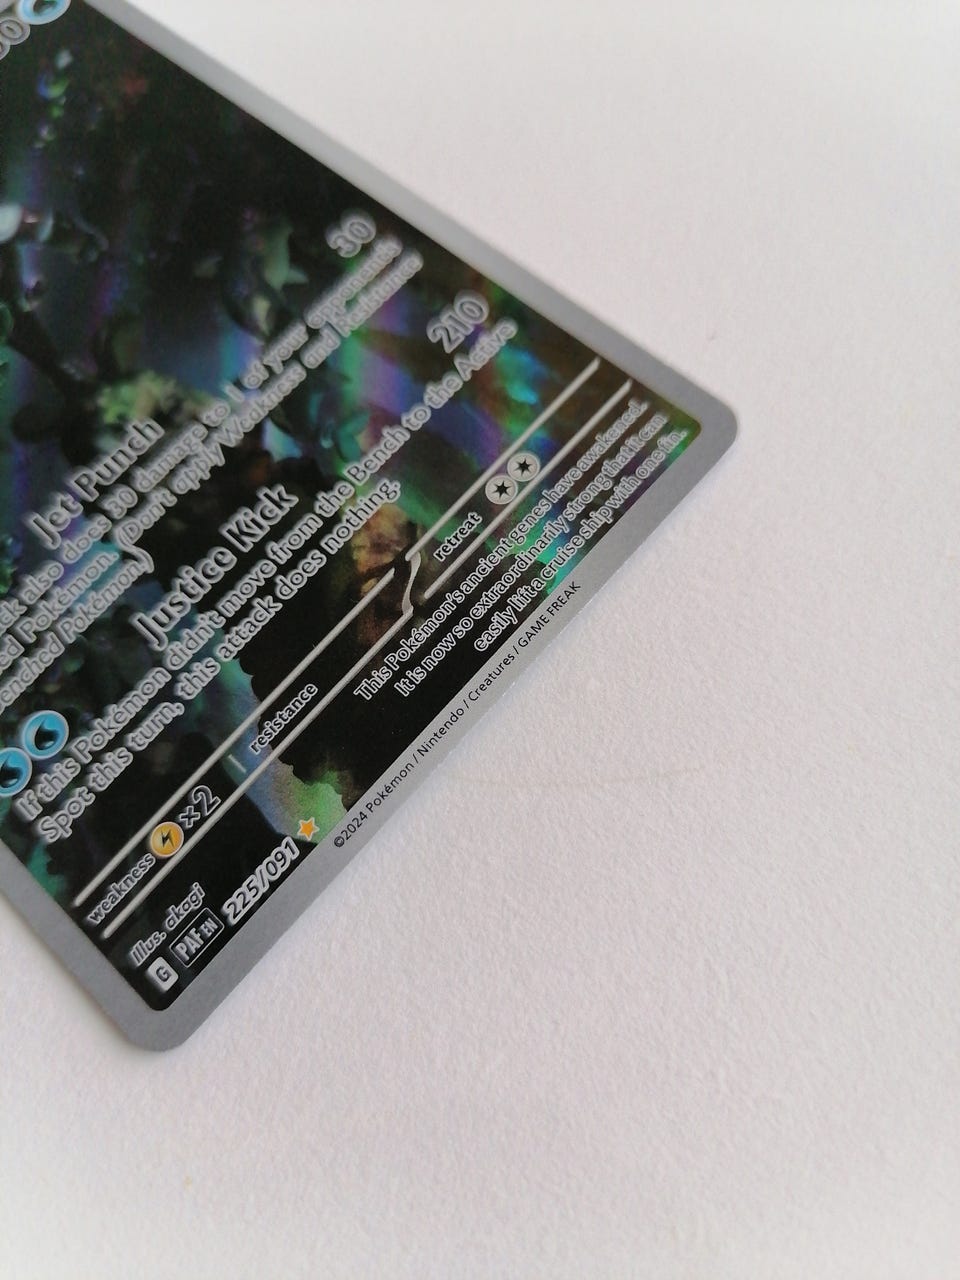 30
Jet Punch 30
also does 30 damage to 1 of your opponent's
Pokémon. (Don't apply Weakness and Resistance
Pokémon.)
Justice Kick 210
If this Pokémon didn't move from the Bench to the Active
Spot this turn, this attack does nothing.
weakness ×2 resistance retreat
Illus. akagi
G PAF EN 225/091
This Pokémon's ancient genes have awakened.
It is now so extraordinarily strong that it can
easily lift a cruise ship with one fin.
©2024 Pokémon / Nintendo / Creatures / GAME FREAK